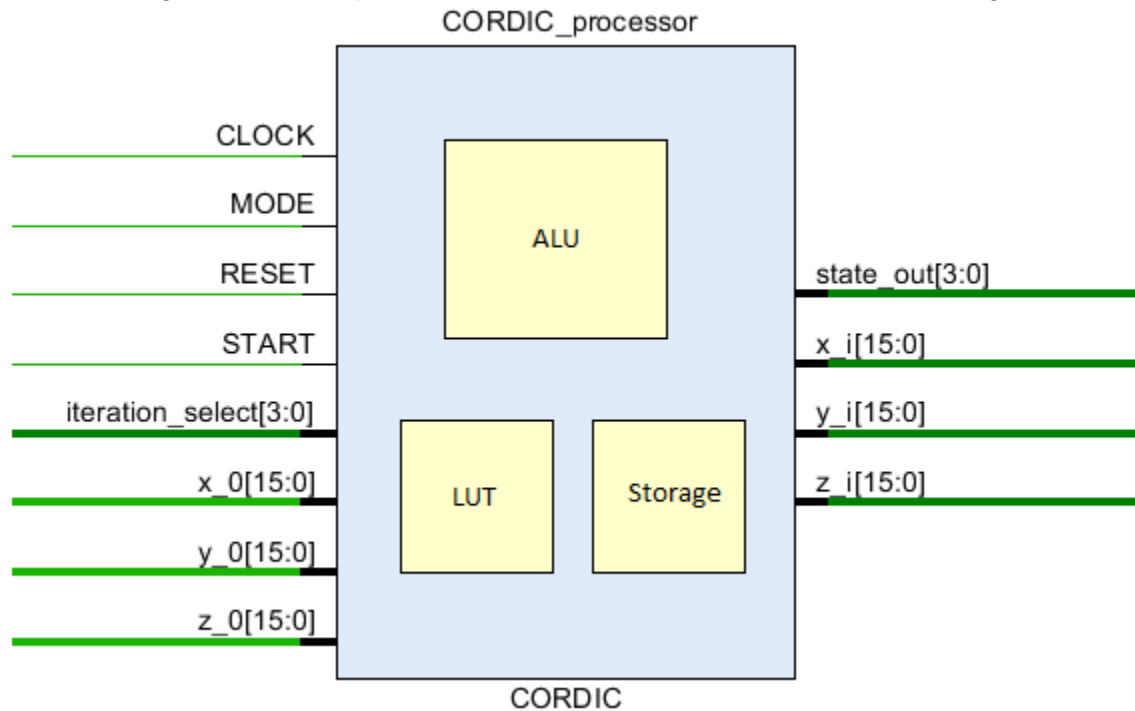 CORDIC_processor
CLOCK
MODE
RESET
START
iteration_select[3:0]
x_0[15:0]
y_0[15:0]
z_0[15:0]
ALU
LUT
Storage
state_out[3:0]
x_i[15:0]
y_i[15:0]
z_i[15:0]
CORDIC